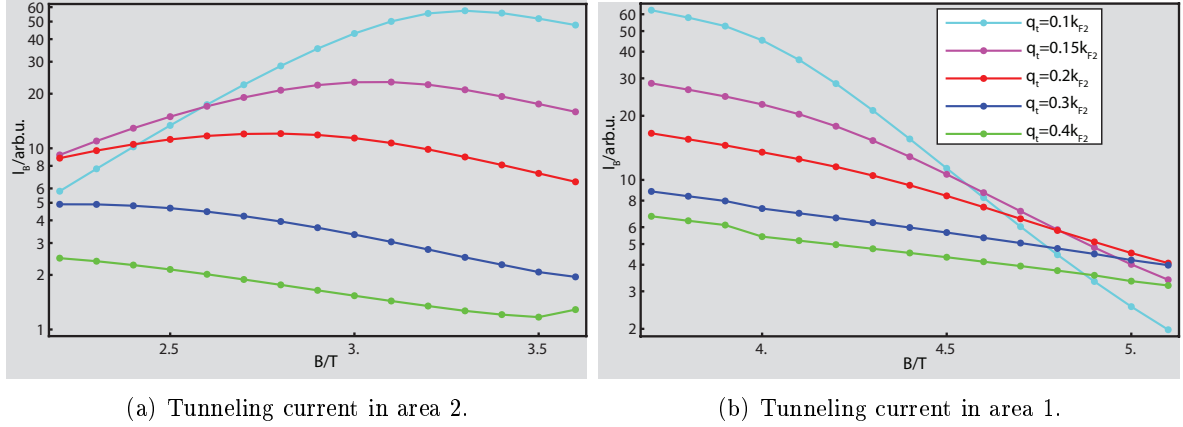 60
50
40
30
20
10
8
6
5
4
3
2
1
I_B/arb.u.
2.5
3.
3.5
B/T
(a) Tunneling current in area 2.
60
50
40
30
20
10
8
6
5
4
3
2
I_B/arb.u.
4.
4.5
5.
B/T
q_t=0.1k_F2
q_t=0.15k_F2
q_t=0.2k_F2
q_t=0.3k_F2
q_t=0.4k_F2
(b) Tunneling current in area 1.